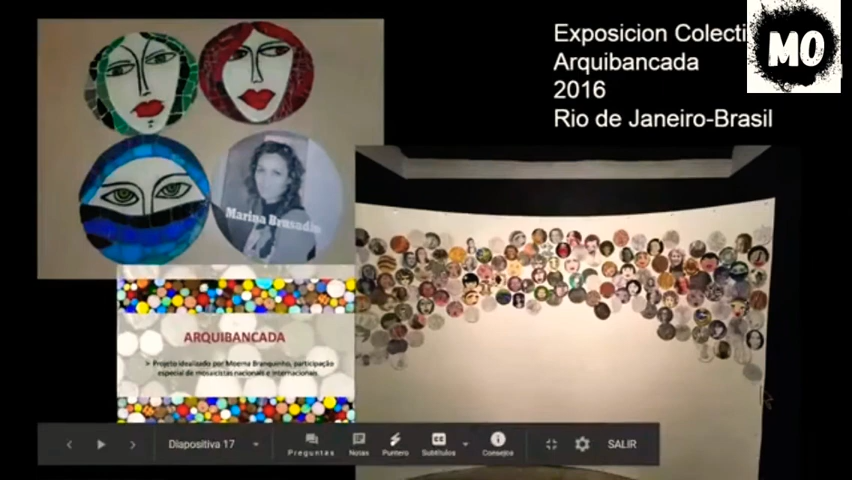 Exposicion Colecti
Arquibancada
2016
Rio de Janeiro-Brasil
MO
Marina Brusadin
ARQUIBANCADA
➢ Projeto idealizado por Moema Branquinho, participação
especial de mosaicistas nacionais e internacionais.
Diapositiva 17
Preguntas
Notas
Puntero
Subtítulos
Consejos
SALIR